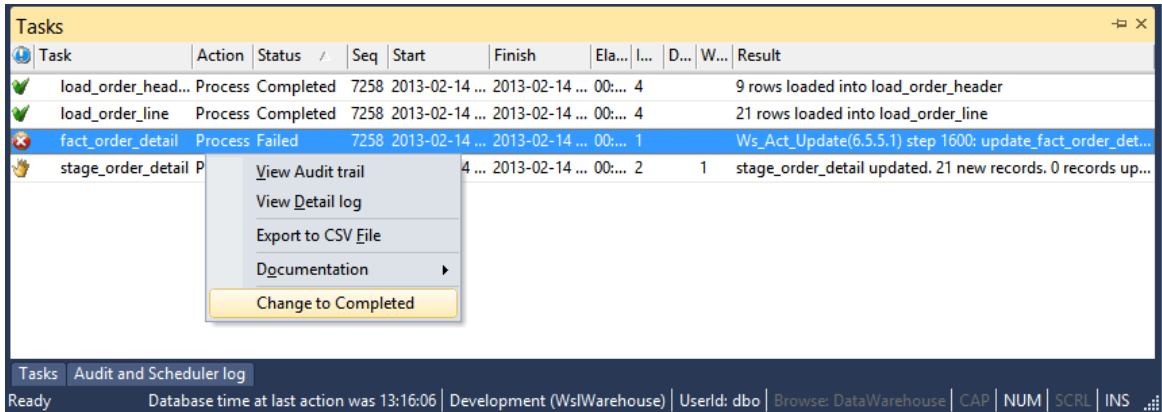 Tasks
Task Action Status Seq Start Finish Ela... I... D... W... Result
load_order_head... Process Completed 7258 2013-02-14 ... 2013-02-14 ... 00:... 4 9 rows loaded into load_order_header
load_order_line Process Completed 7258 2013-02-14 ... 2013-02-14 ... 00:... 4 21 rows loaded into load_order_line
fact_order_detail Process Failed 7258 2013-02-14 ... 2013-02-14 ... 00:... 1 Ws_Act_Update(6.5.5.1) step 1600: update_fact_order_det...
stage_order_detail P 4 ... 2013-02-14 ... 00:... 2 1 stage_order_detail updated. 21 new records. 0 records up...
View Audit trail
View Detail log
Export to CSV File
Documentation
Change to Completed
Tasks Audit and Scheduler log
Ready Database time at last action was 13:16:06 Development (WslWarehouse) UserId: dbo Browse: DataWarehouse CAP NUM SCRL INS